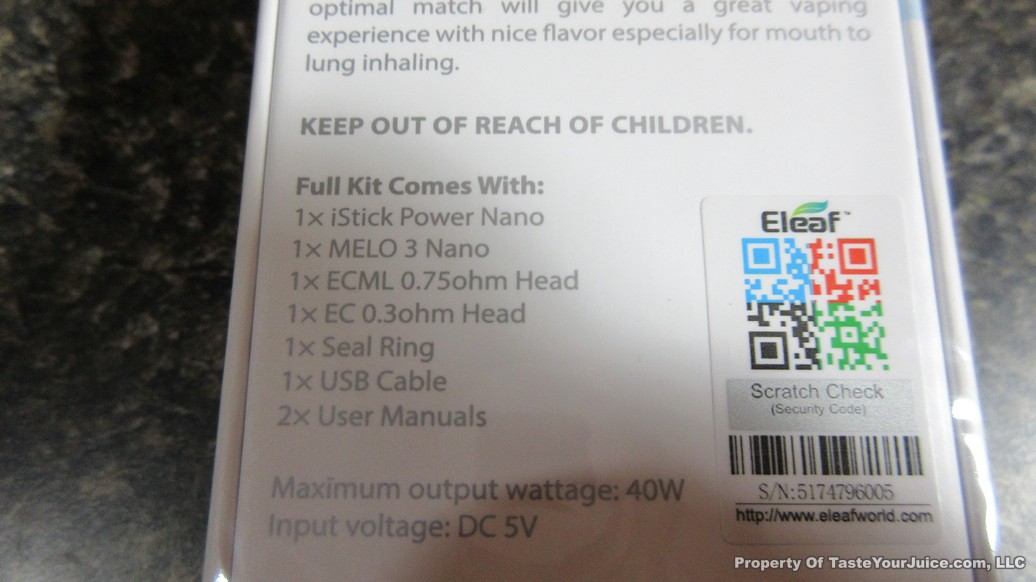 optimal match will give you a great vaping
experience with nice flavor especially for mouth to
lung inhaling.
KEEP OUT OF REACH OF CHILDREN.
Full Kit Comes With:
1× iStick Power Nano
1× MELO 3 Nano
1× ECML 0.75ohm Head
1× EC 0.3ohm Head
1× Seal Ring
1× USB Cable
2× User Manuals
Maximum output wattage: 40W
Input voltage: DC 5V
Eleaf™
Scratch Check
(Security Code)
S/N:5174796005
http://www.eleafworld.com
Property Of TasteYourJuice.com, LLC